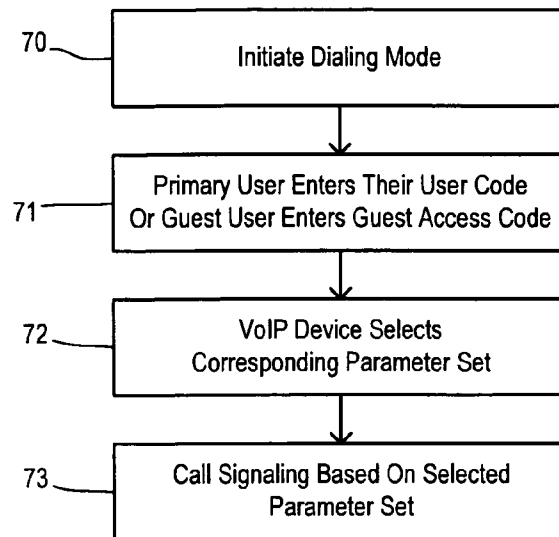 70
Initiate Dialing Mode
71
Primary User Enters Their User Code
Or Guest User Enters Guest Access Code
72
VoIP Device Selects
Corresponding Parameter Set
73
Call Signaling Based On Selected
Parameter Set